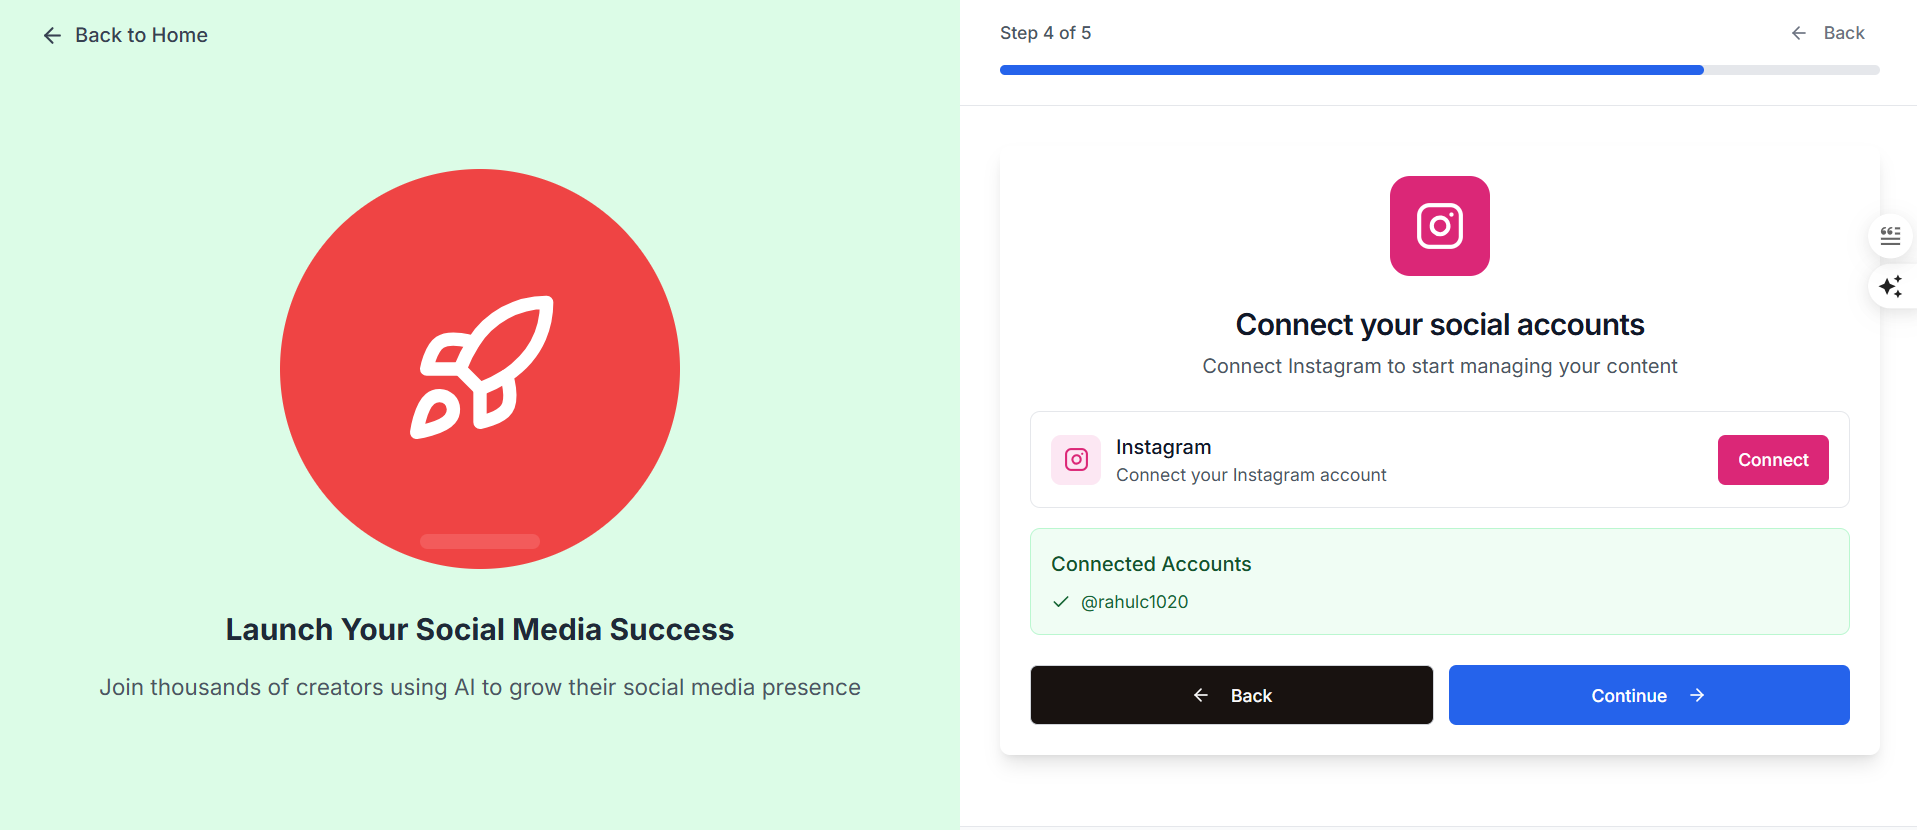 Back to Home
Launch Your Social Media Success
Join thousands of creators using AI to grow their social media presence
Step 4 of 5
Back
Connect your social accounts
Connect Instagram to start managing your content
Instagram
Connect your Instagram account
Connect
Connected Accounts
@rahulc1020
Back
Continue